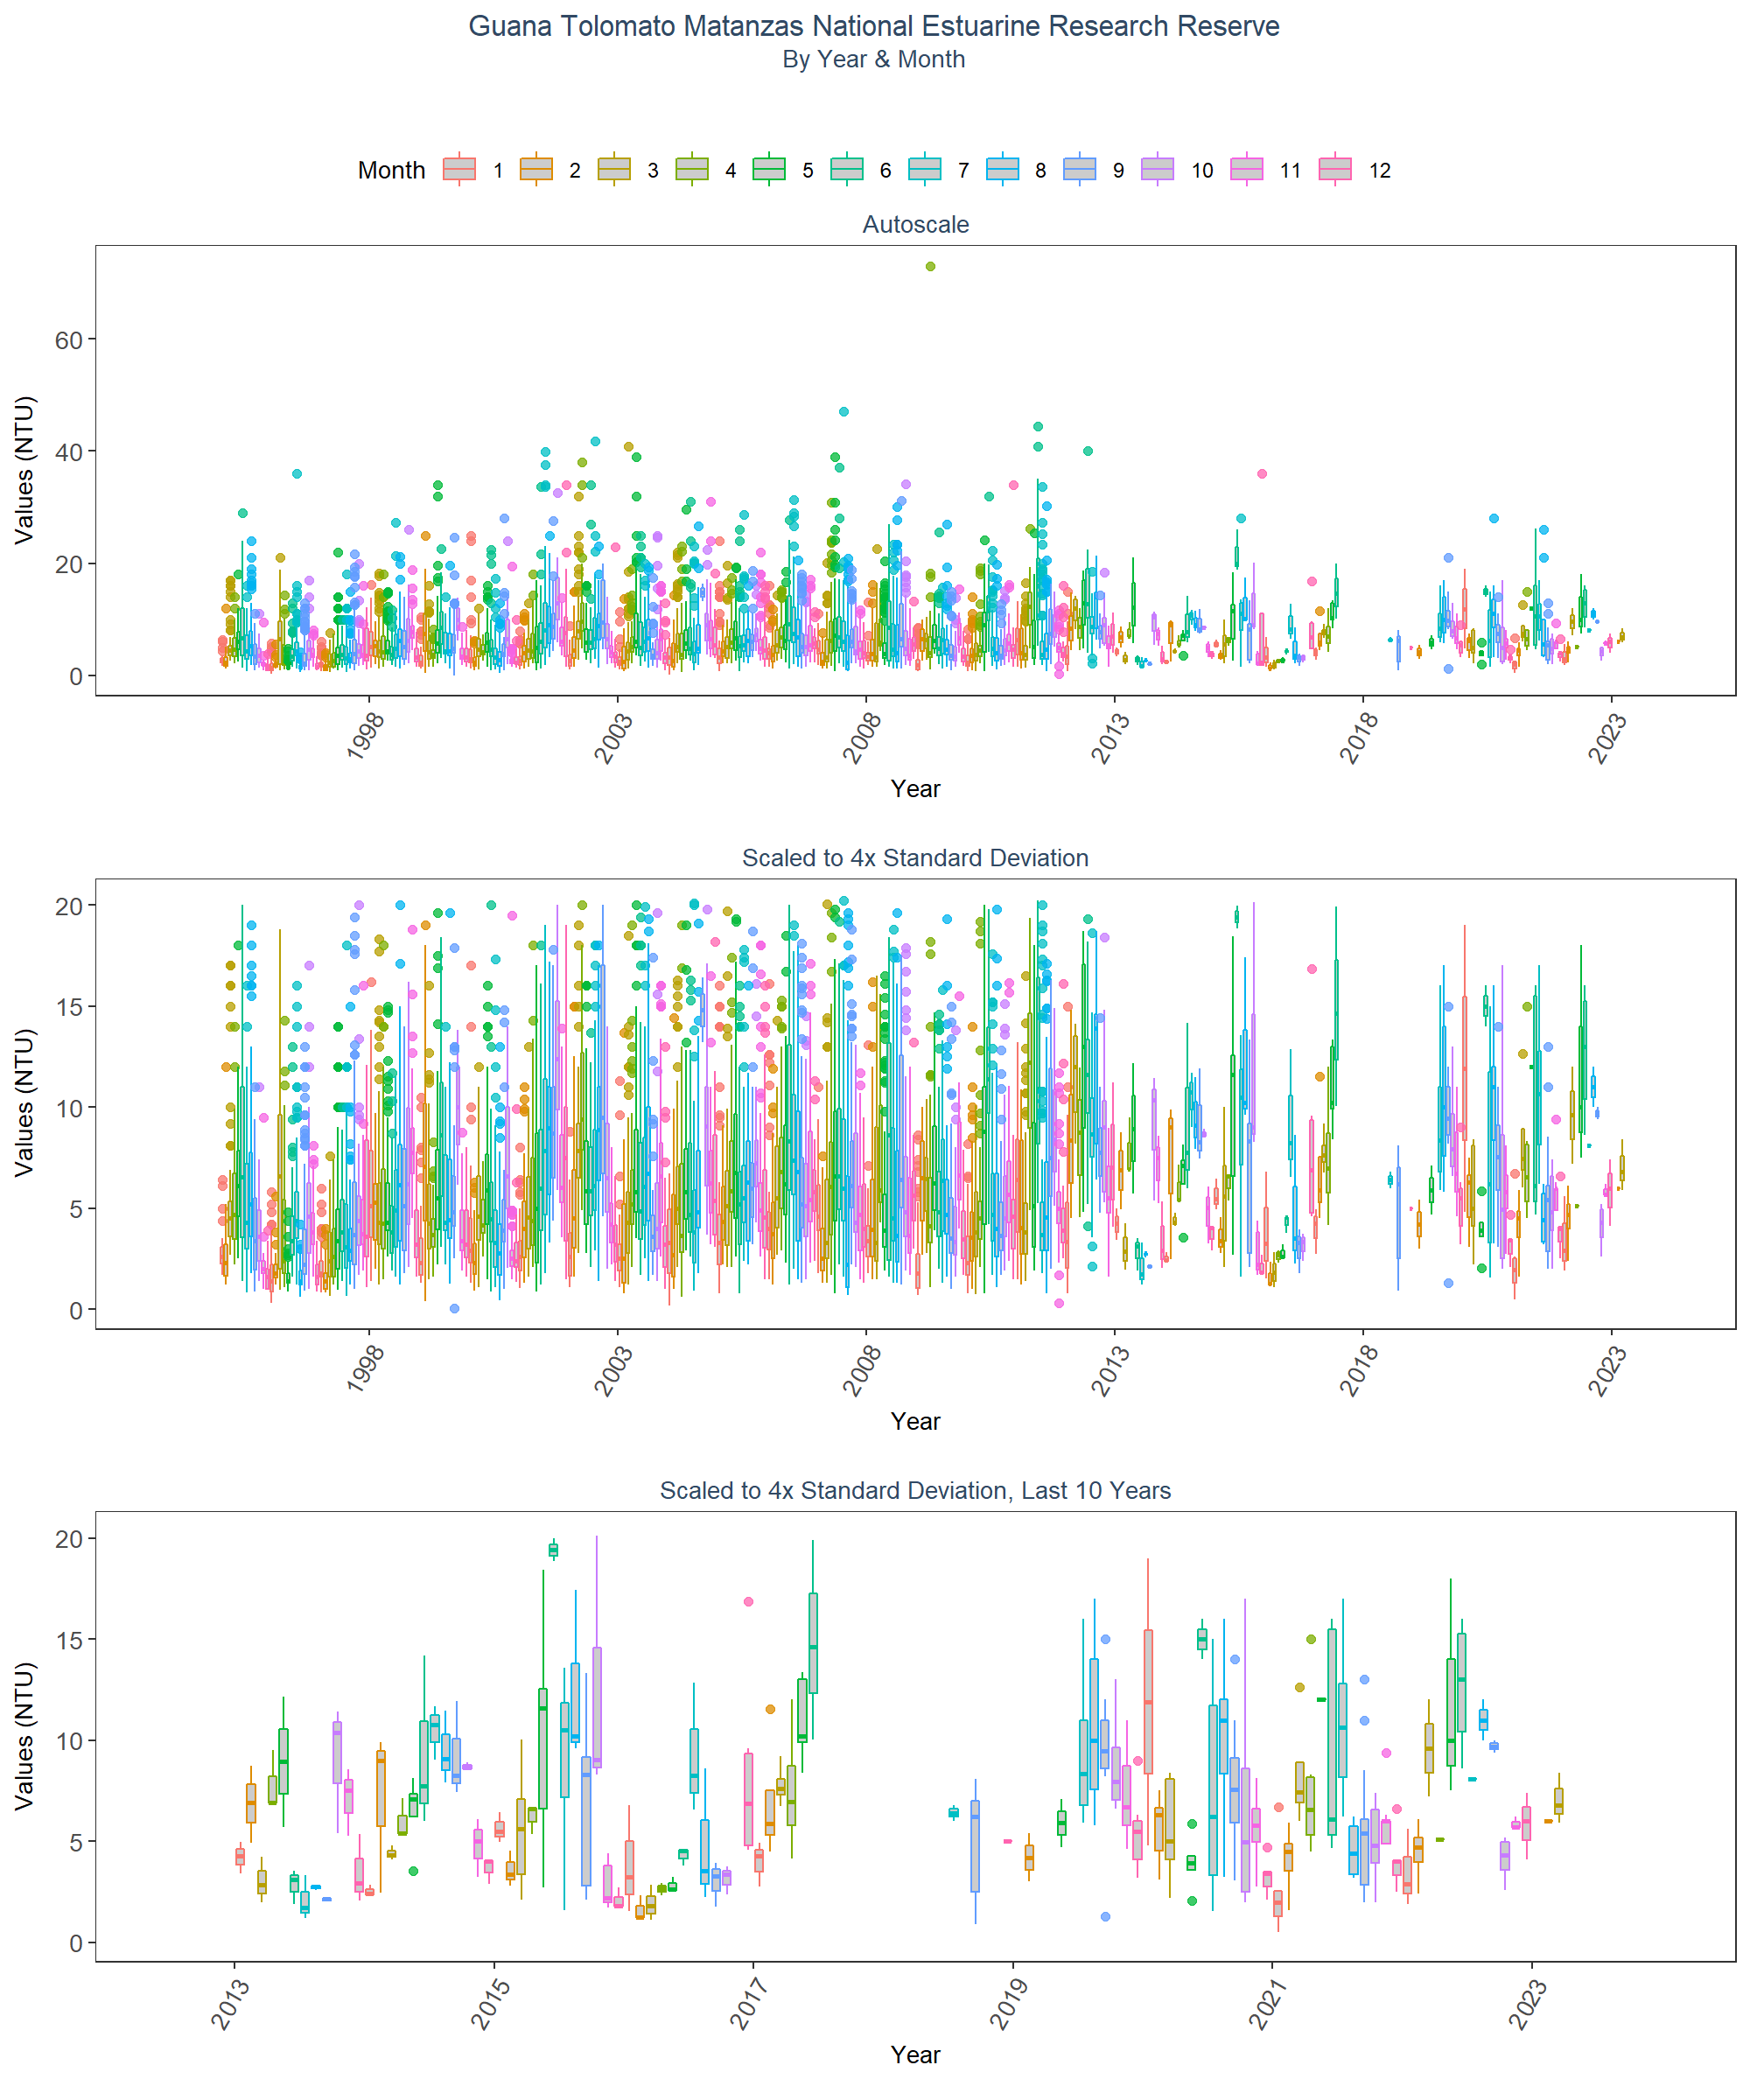 Guana Tolomato Matanzas National Estuarine Research Reserve
By Year & Month
Month 1 2 3 4 5 6 7 8 9 10 11 12
Autoscale
Values (NTU)
60
40
20
0
1998 2003 2008 2013 2018 2023
Year
Scaled to 4x Standard Deviation
Values (NTU)
20
15
10
5
0
1998 2003 2008 2013 2018 2023
Year
Scaled to 4x Standard Deviation, Last 10 Years
Values (NTU)
20
15
10
5
0
2013 2015 2017 2019 2021 2023
Year